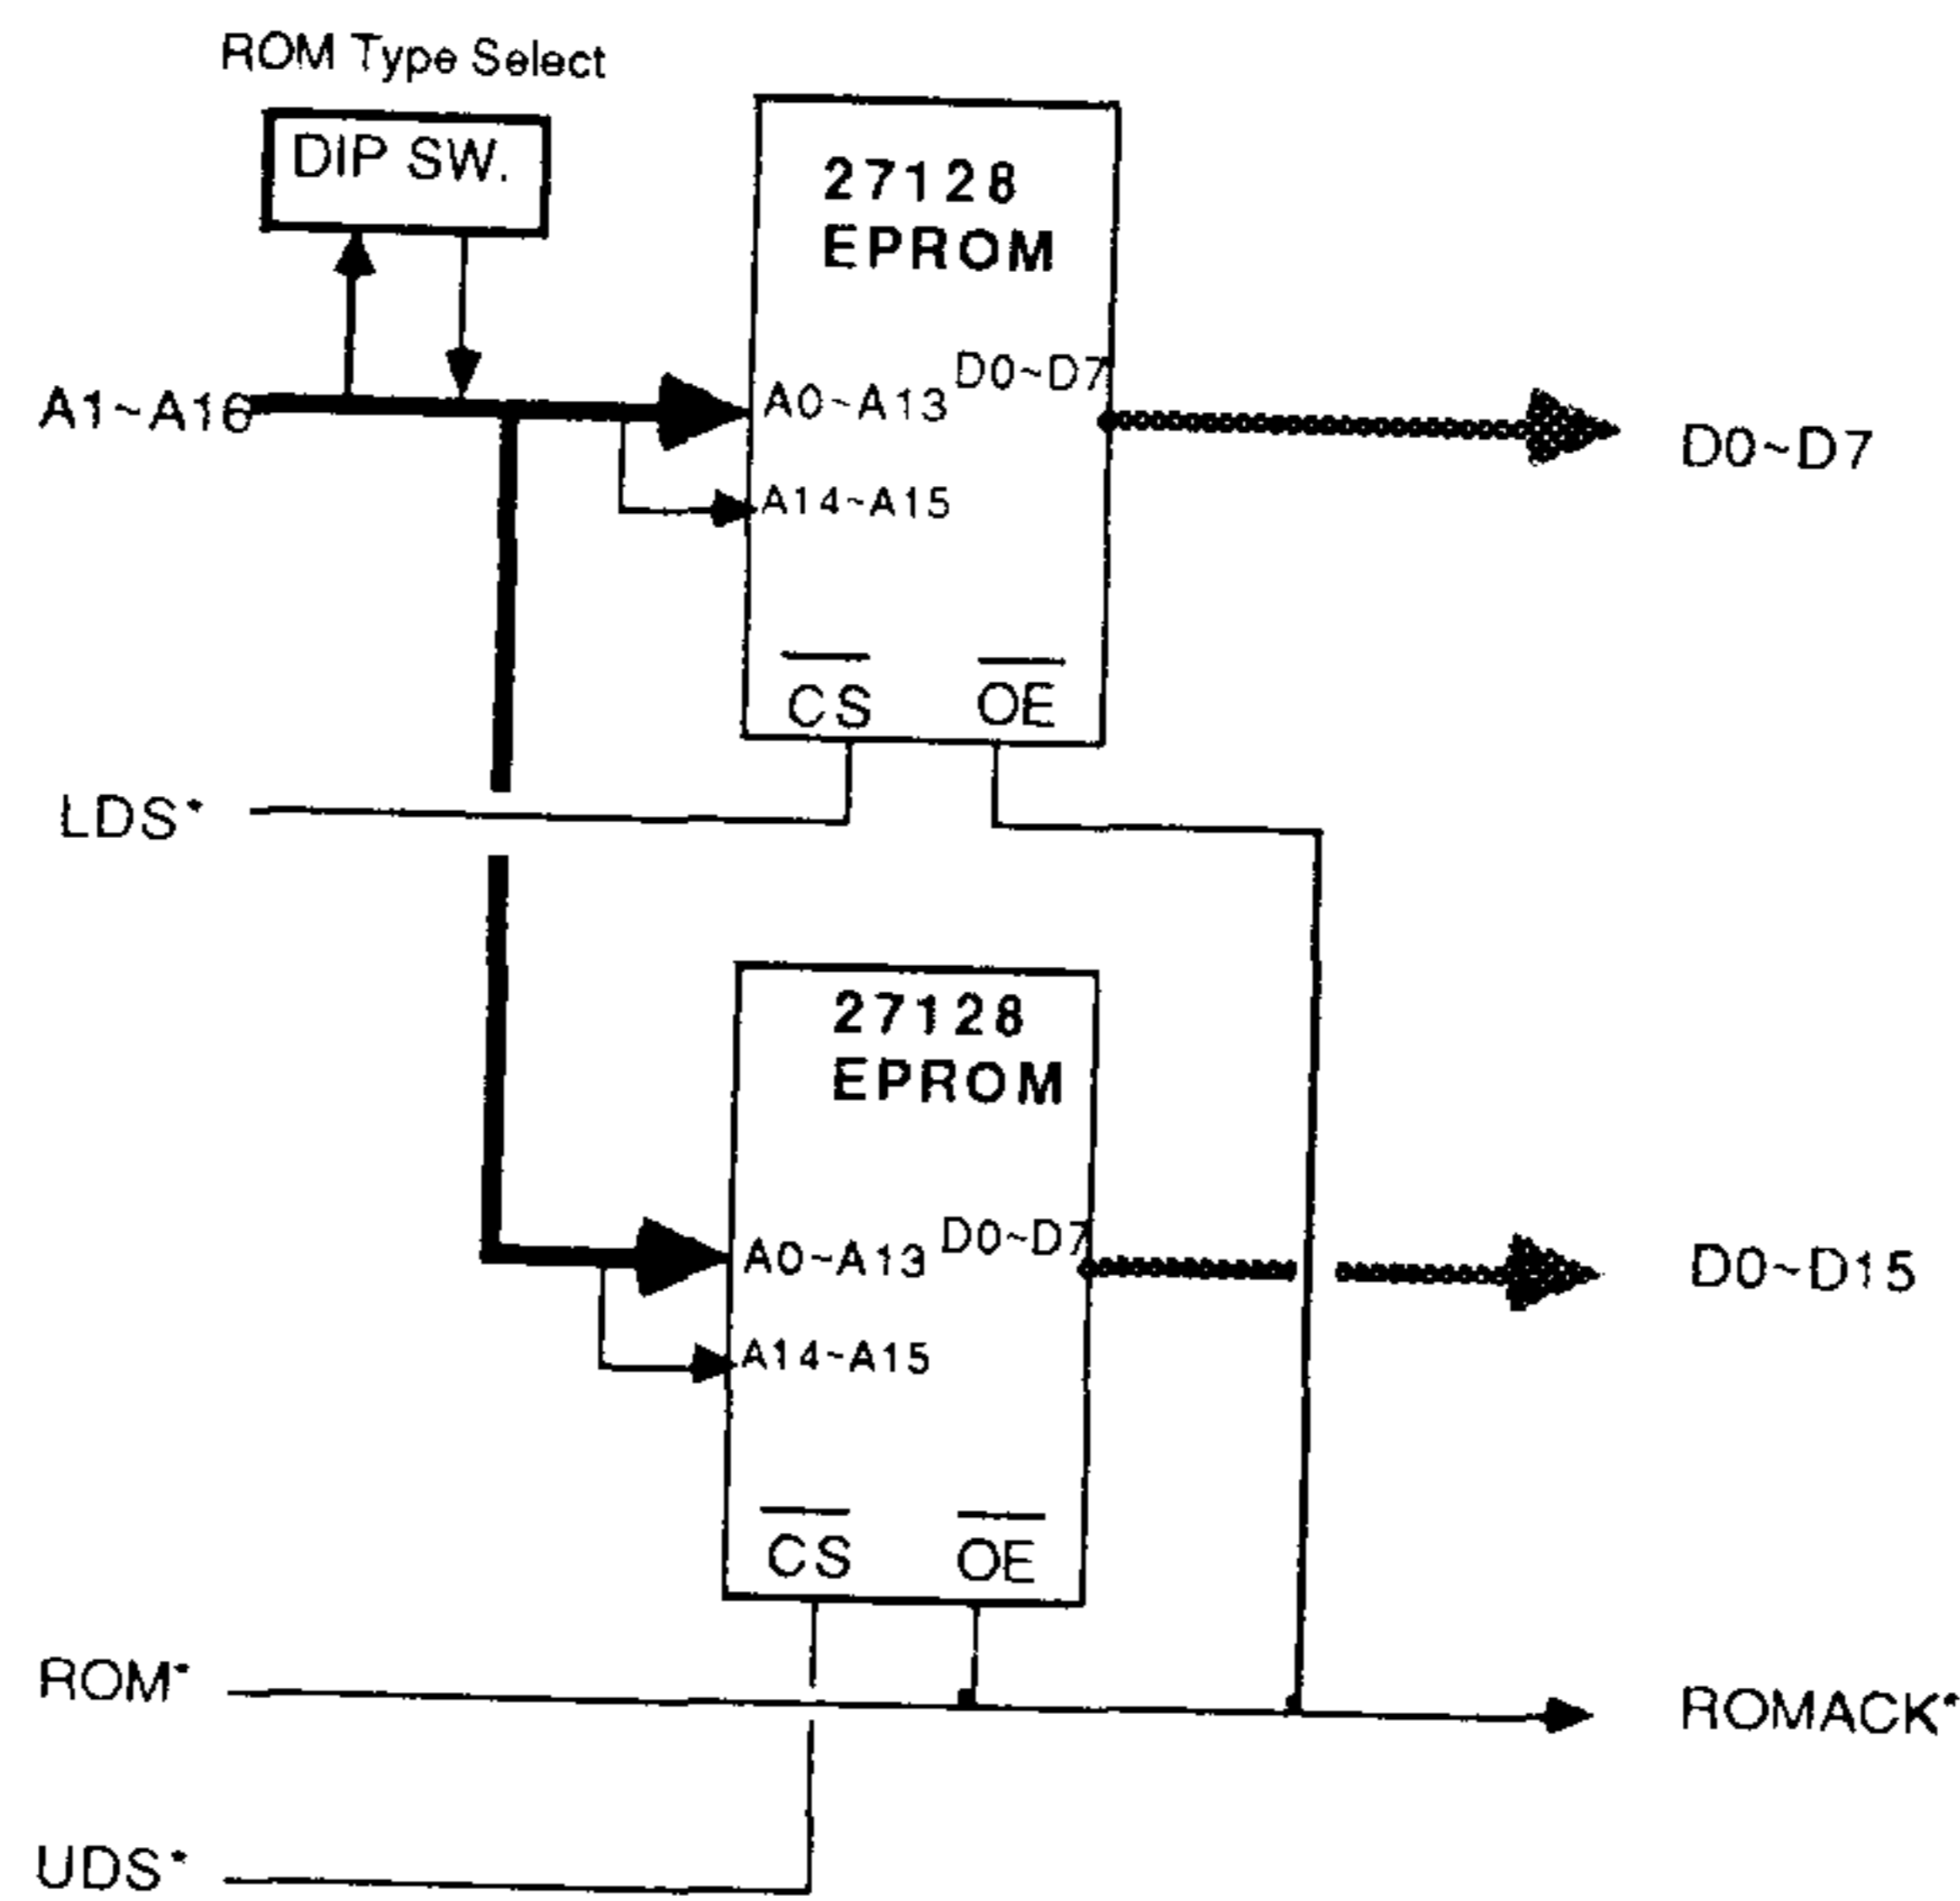 ROM Type Select
DIP SW.
27128
EPROM
A1~A16
A0~A13
D0~D7
D0~D7
A14~A15
CS
OE
LDS*
27128
EPROM
A0~A13
D0~D7
D0~D15
A14~A15
CS
OE
ROM*
ROMACK*
UDS*